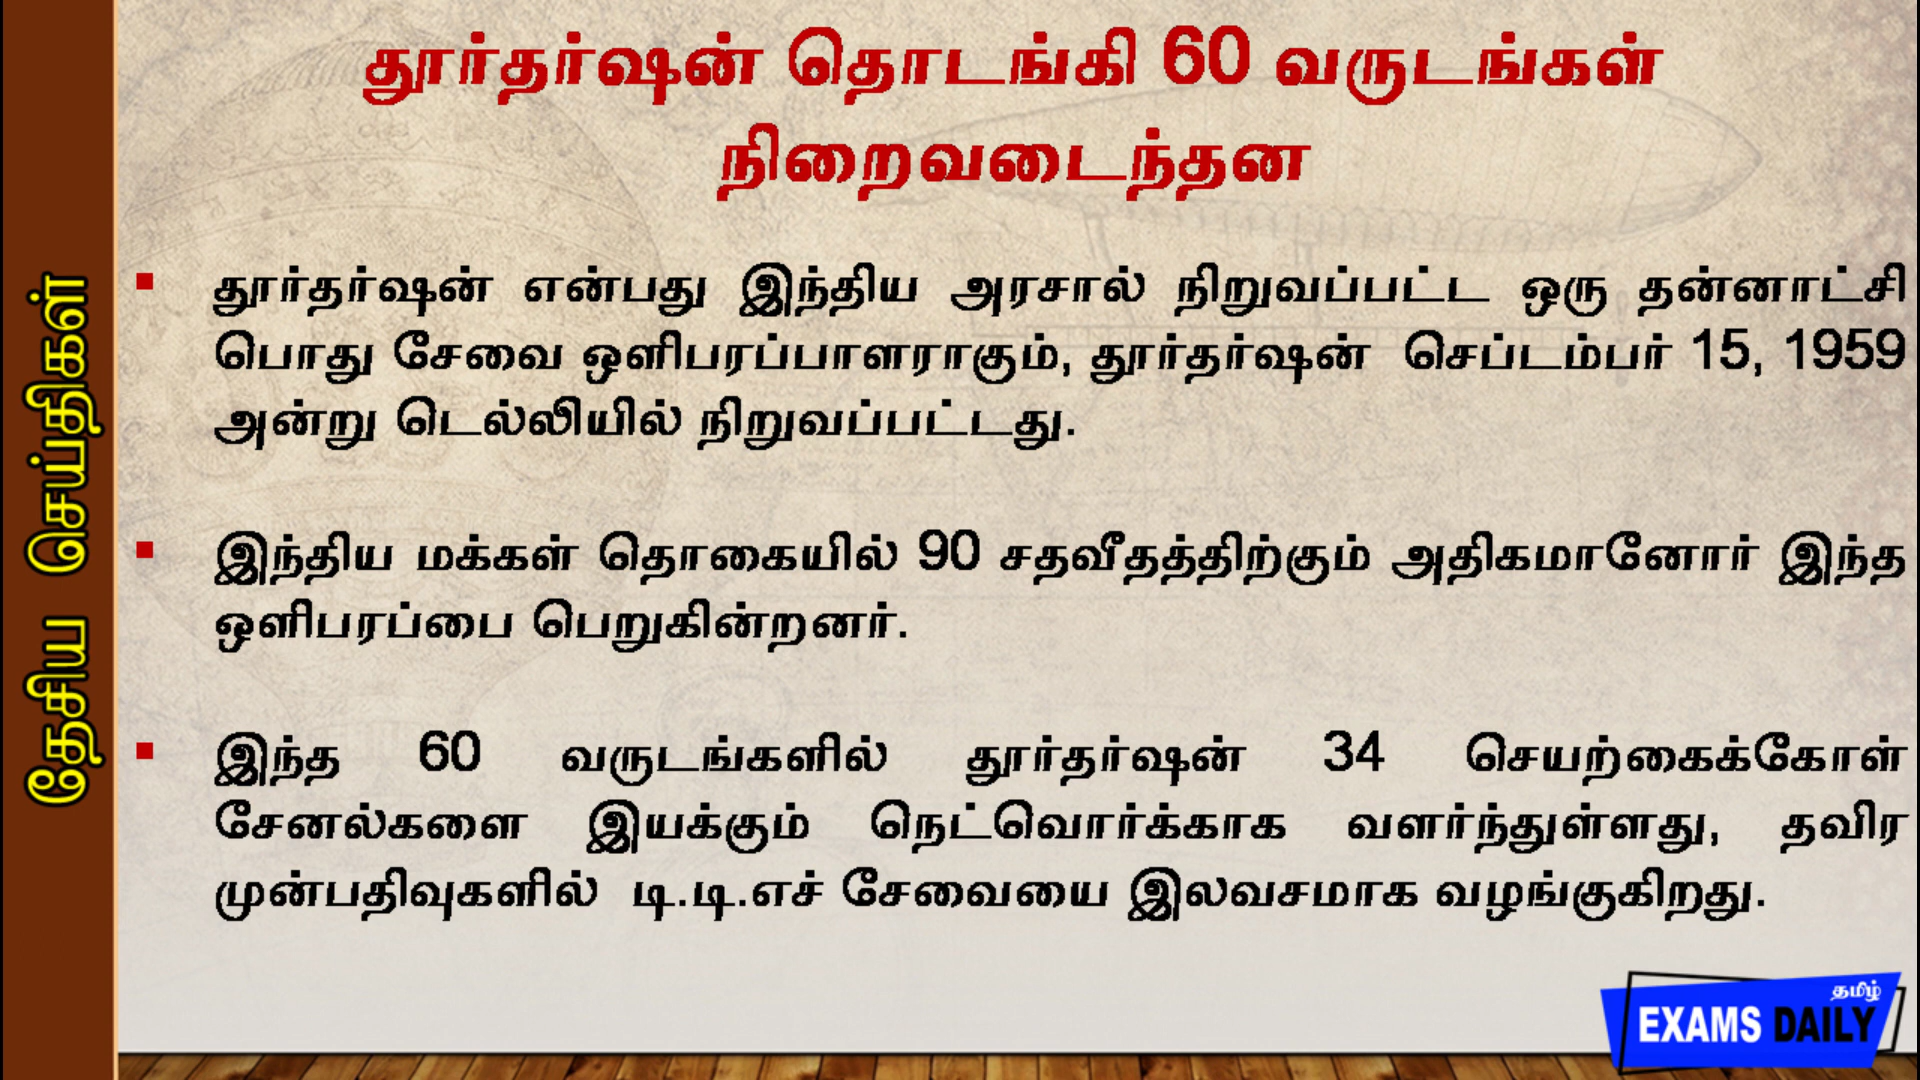 தூர்தர்ஷன் தொடங்கி 60 வருடங்கள்
நிறைவடைந்தன
தேசிய செய்திகள்
▪ தூர்தர்ஷன் என்பது இந்திய அரசால் நிறுவப்பட்ட ஒரு தன்னாட்சி
பொது சேவை ஒளிபரப்பாளராகும், தூர்தர்ஷன் செப்டம்பர் 15, 1959
அன்று டெல்லியில் நிறுவப்பட்டது.
▪ இந்திய மக்கள் தொகையில் 90 சதவீதத்திற்கும் அதிகமானோர் இந்த
ஒளிபரப்பை பெறுகின்றனர்.
▪ இந்த 60 வருடங்களில் தூர்தர்ஷன் 34 செயற்கைக்கோள்
சேனல்களை இயக்கும் நெட்வொர்க்காக வளர்ந்துள்ளது, தவிர
முன்பதிவுகளில் டி.டி.எச் சேவையை இலவசமாக வழங்குகிறது.
தமிழ்
EXAMS DAILY